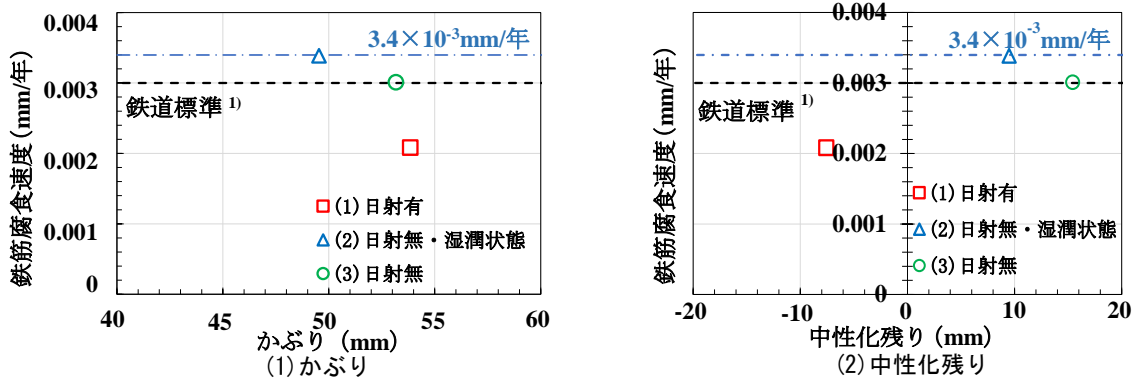 0.004
3.4×10-3mm/年
0.003
鉄道標準 1)
0.002
(1)日射有
0.001
(2)日射無・湿潤状態
(3)日射無
0
40 45 50 55 60
鉄筋腐食速度(mm/年)
かぶり (mm)
(1)かぶり
0.004
3.4×10-3mm/年
0.003
鉄道標準 1)
0.002
(1)日射有
0.001
(2)日射無・湿潤状態
(3)日射無
0
-20 -10 0 10 20
鉄筋腐食速度(mm/年)
中性化残り (mm)
(2)中性化残り